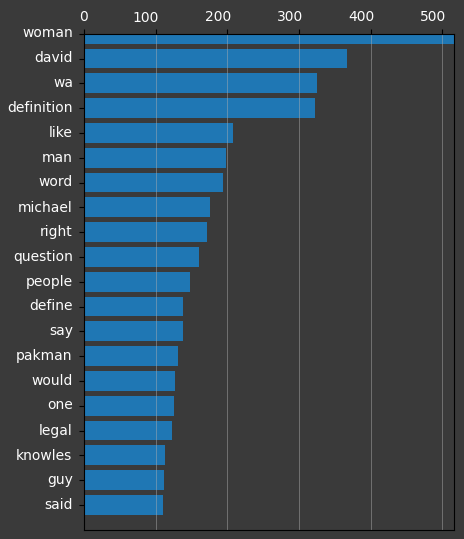 0 100 200 300 400 500
woman
david
wa
definition
like
man
word
michael
right
question
people
define
say
pakman
would
one
legal
knowles
guy
said